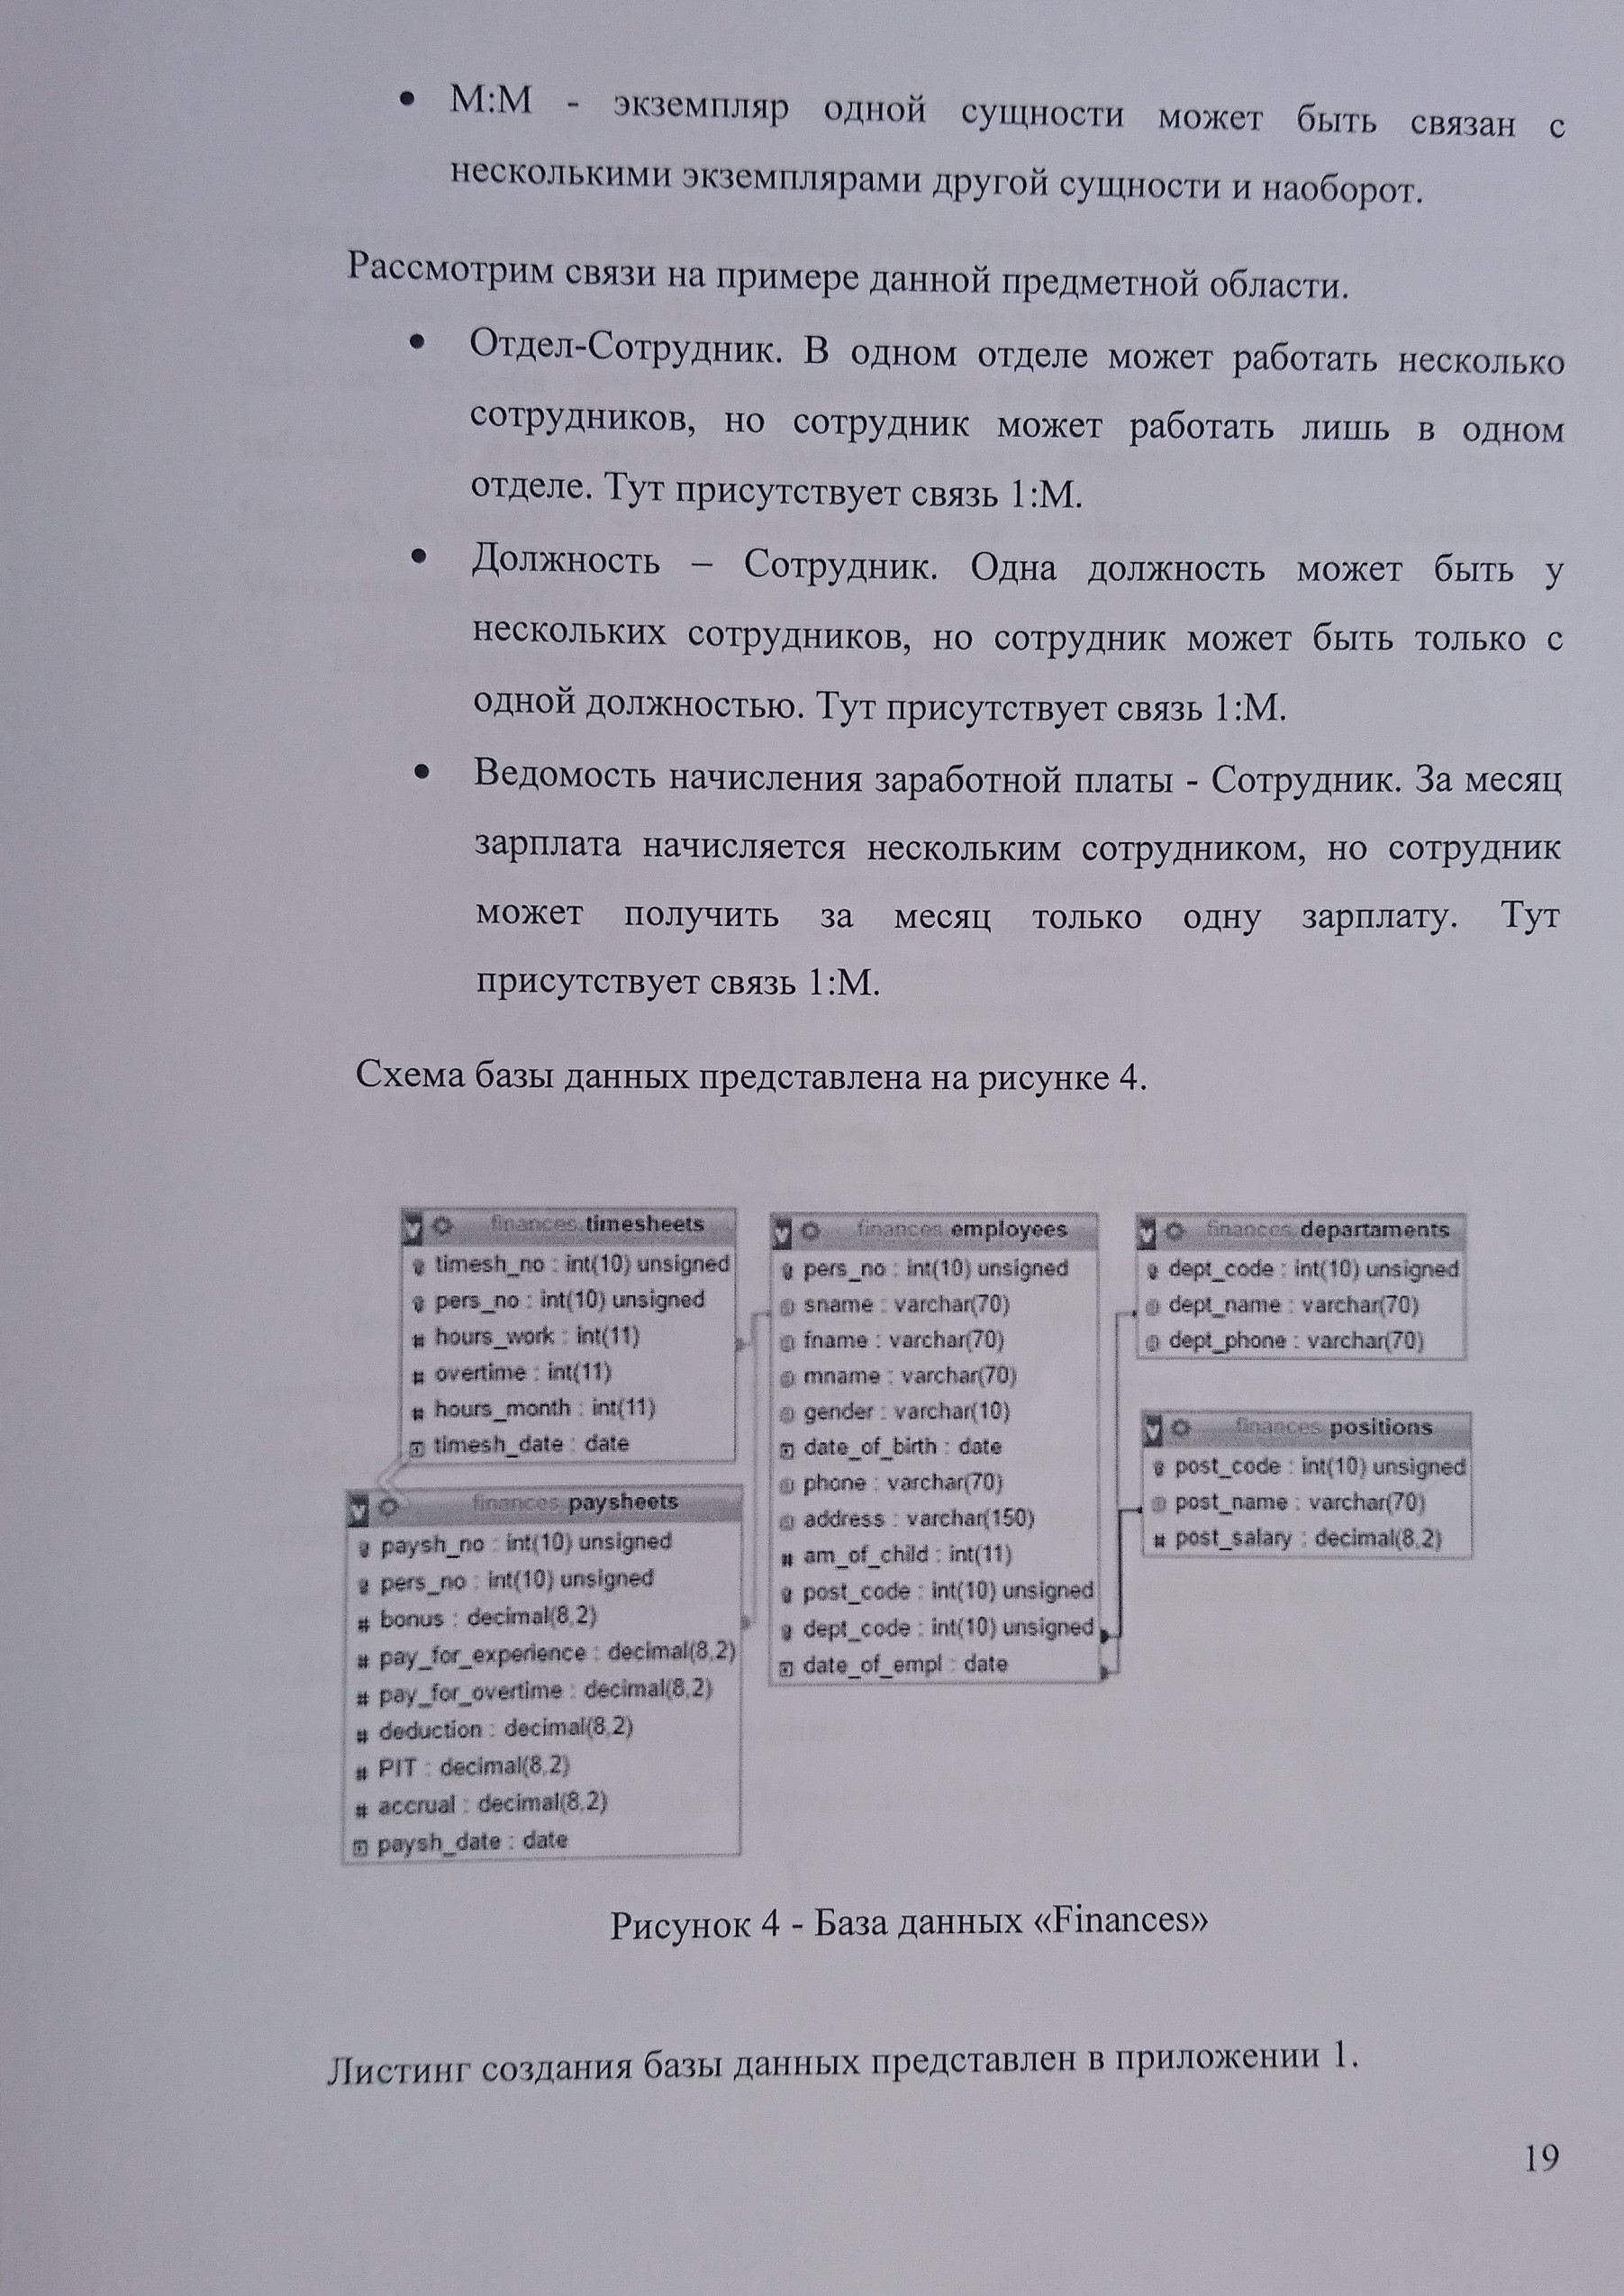 • М:М - экземпляр одной сущности может быть связан с
несколькими экземплярами другой сущности и наоборот.
Рассмотрим связи на примере данной предметной области.
• Отдел-Сотрудник. В одном отделе может работать несколько
сотрудников, но сотрудник может работать лишь в одном
отделе. Тут присутствует связь 1:М.
• Должность – Сотрудник. Одна должность может быть у
нескольких сотрудников, но сотрудник может быть только с
одной должностью. Тут присутствует связь 1:М.
• Ведомость начисления заработной платы - Сотрудник. За месяц
зарплата начисляется нескольким сотрудником, но сотрудник
может получить за месяц только одну зарплату. Тут
присутствует связь 1:М.
Схема базы данных представлена на рисунке 4.
finances.timesheets
timesh_no : int(10) unsigned
pers_no : int(10) unsigned
# hours_work : int(11)
# overtime : int(11)
# hours_month : int(11)
timesh_date : date
finances.paysheets
paysh_no : int(10) unsigned
pers_no : int(10) unsigned
# bonus : decimal(8,2)
# pay_for_experience : decimal(8,2)
# pay_for_overtime : decimal(8,2)
# deduction : decimal(8,2)
# PIT : decimal(8,2)
# accrual : decimal(8,2)
paysh_date : date
finances.employees
pers_no : int(10) unsigned
sname : varchar(70)
fname : varchar(70)
mname : varchar(70)
gender : varchar(10)
date_of_birth : date
phone : varchar(70)
address : varchar(150)
# am_of_child : int(11)
post_code : int(10) unsigned
dept_code : int(10) unsigned
date_of_empl : date
finances.departaments
dept_code : int(10) unsigned
dept_name : varchar(70)
dept_phone : varchar(70)
finances.positions
post_code : int(10) unsigned
post_name : varchar(70)
# post_salary : decimal(8,2)
Рисунок 4 - База данных «Finances»
Листинг создания базы данных представлен в приложении 1.
19